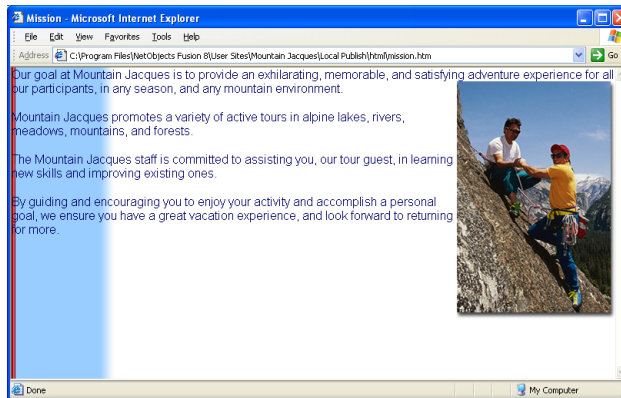 Mission - Microsoft Internet Explorer
File Edit View Favorites Tools Help
Address C:\Program Files\NetObjects Fusion 8\User Sites\Mountain Jacques\Local Publish\html\mission.htm Go
Our goal at Mountain Jacques is to provide an exhilarating, memorable, and satisfying adventure experience for all
our participants, in any season, and any mountain environment.
Mountain Jacques promotes a variety of active tours in alpine lakes, rivers,
meadows, mountains, and forests.
The Mountain Jacques staff is committed to assisting you, our tour guest, in learning
new skills and improving existing ones.
By guiding and encouraging you to enjoy your activity and accomplish a personal
goal, we ensure you have a great vacation experience, and look forward to returning
for more.
Done My Computer